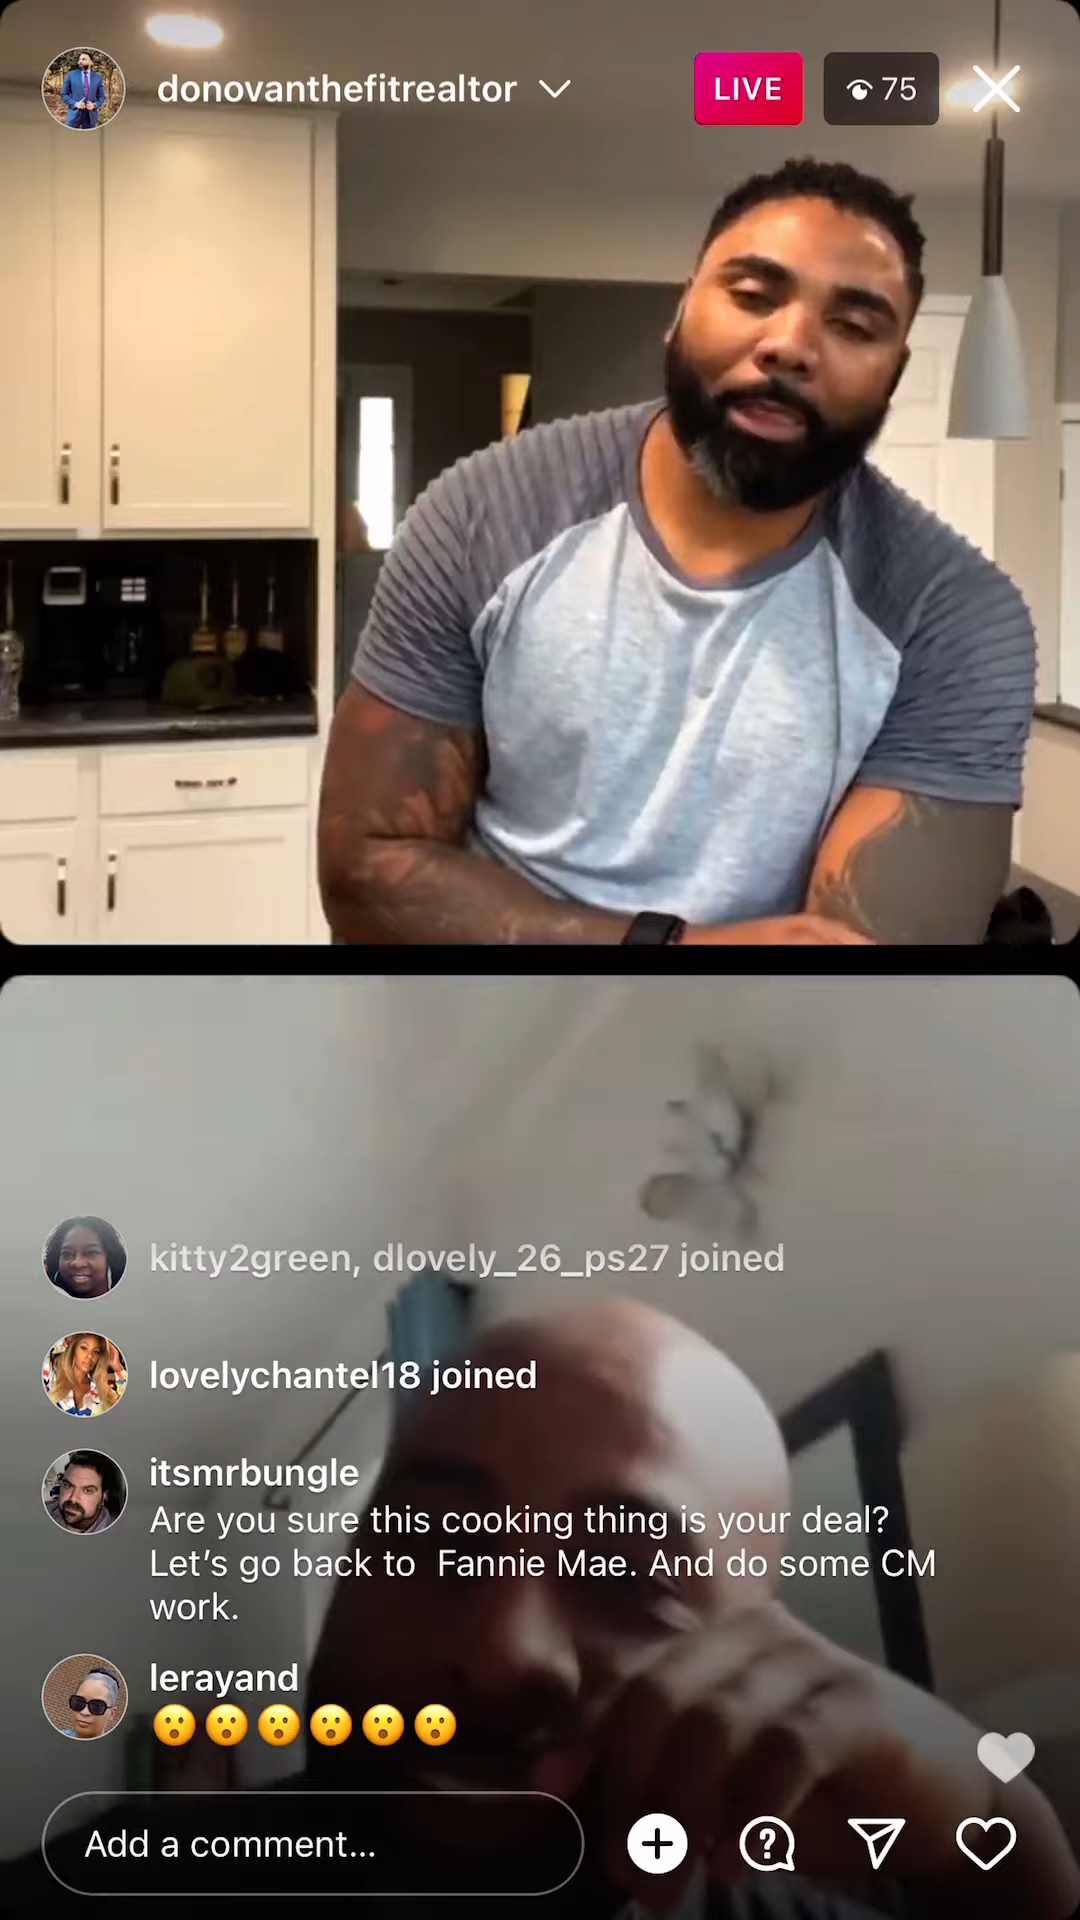 donovanthefitrealtor
LIVE
75
kitty2green, dlovely_26_ps27 joined
lovelychantel18 joined
itsmrbungle
Are you sure this cooking thing is your deal?
Let’s go back to  Fannie Mae. And do some CM
work.
lerayand
😮😮😮😮😮😮
Add a comment...